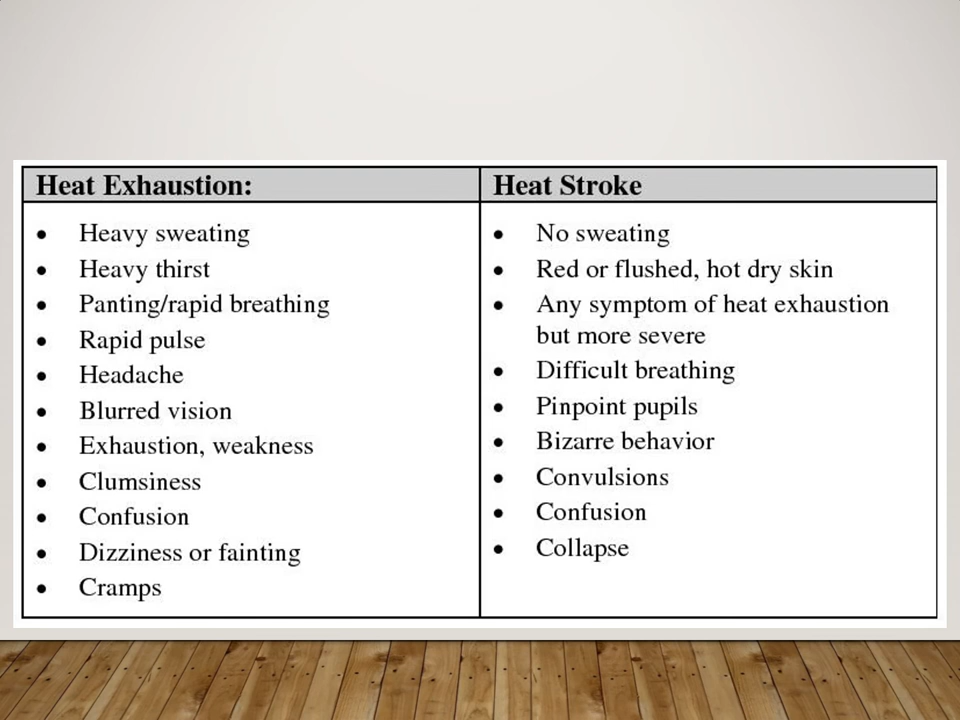 Heat Exhaustion:
• Heavy sweating
• Heavy thirst
• Panting/rapid breathing
• Rapid pulse
• Headache
• Blurred vision
• Exhaustion, weakness
• Clumsiness
• Confusion
• Dizziness or fainting
• Cramps
Heat Stroke
• No sweating
• Red or flushed, hot dry skin
• Any symptom of heat exhaustion
but more severe
• Difficult breathing
• Pinpoint pupils
• Bizarre behavior
• Convulsions
• Confusion
• Collapse